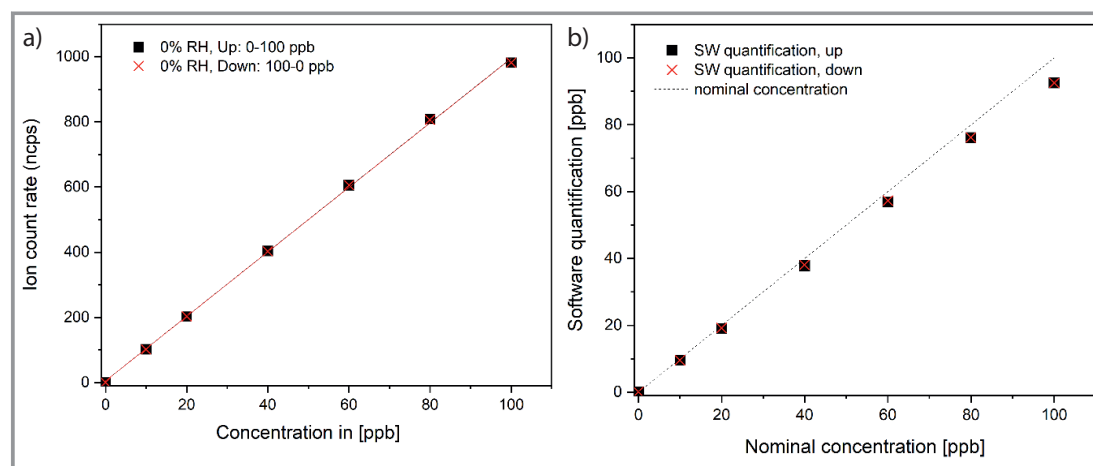 a)
0% RH, Up: 0-100 ppb
0% RH, Down: 100-0 ppb
1000
800
600
400
200
0
Ion count rate (ncps)
0 20 40 60 80 100
Concentration in [ppb]
b)
SW quantification, up
SW quantification, down
nominal concentration
100
80
60
40
20
0
Software quantification [ppb]
0 20 40 60 80 100
Nominal concentration [ppb]